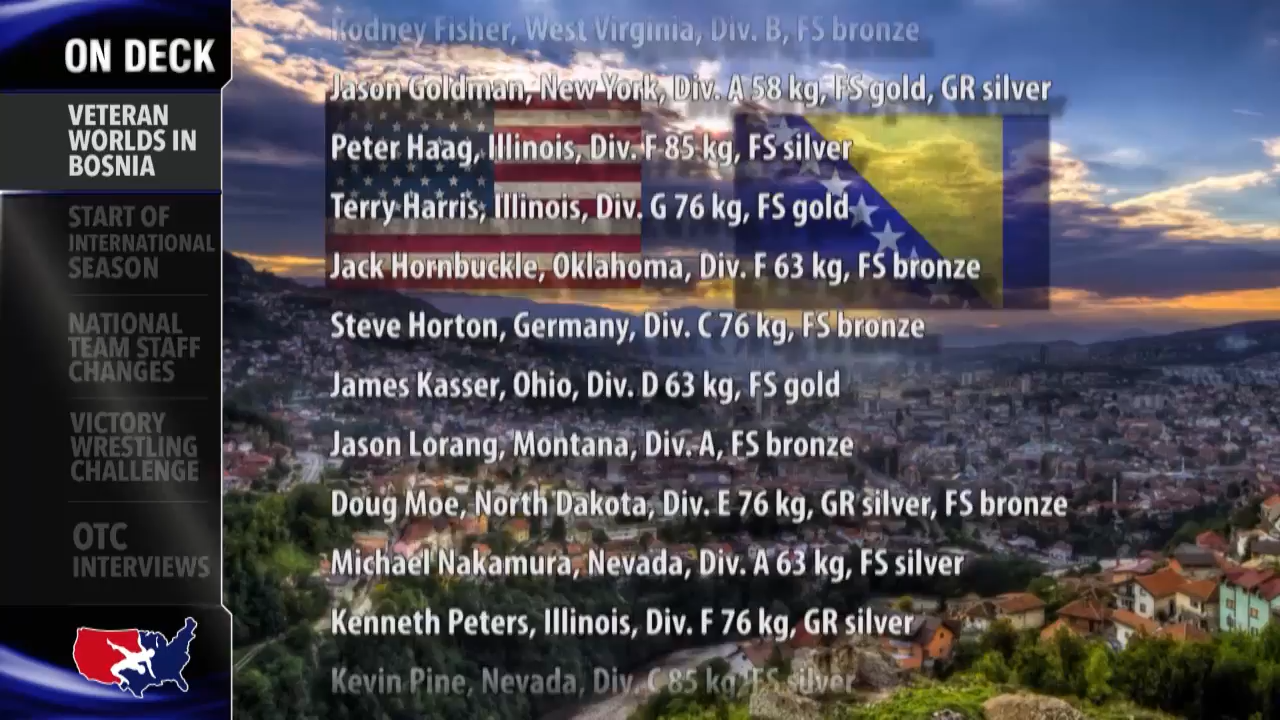 ON DECK
VETERAN
WORLDS IN
BOSNIA
START OF
INTERNATIONAL
SEASON
NATIONAL
TEAM STAFF
CHANGES
VICTORY
WRESTLING
CHALLENGE
OTC
INTERVIEWS
Rodney Fisher, West Virginia, Div. B, FS bronze
Jason Goldman, New York, Div. A 58 kg, FS gold, GR silver
Peter Haag, Illinois, Div. F 85 kg, FS silver
Terry Harris, Illinois, Div. G 76 kg, FS gold
Jack Hornbuckle, Oklahoma, Div. F 63 kg, FS bronze
Steve Horton, Germany, Div. C 76 kg, FS bronze
James Kasser, Ohio, Div. D 63 kg, FS gold
Jason Lorang, Montana, Div. A, FS bronze
Doug Moe, North Dakota, Div. E 76 kg, GR silver, FS bronze
Michael Nakamura, Nevada, Div. A 63 kg, FS silver
Kenneth Peters, Illinois, Div. F 76 kg, GR silver
Kevin Pine, Nevada, Div. C 85 kg, FS silver